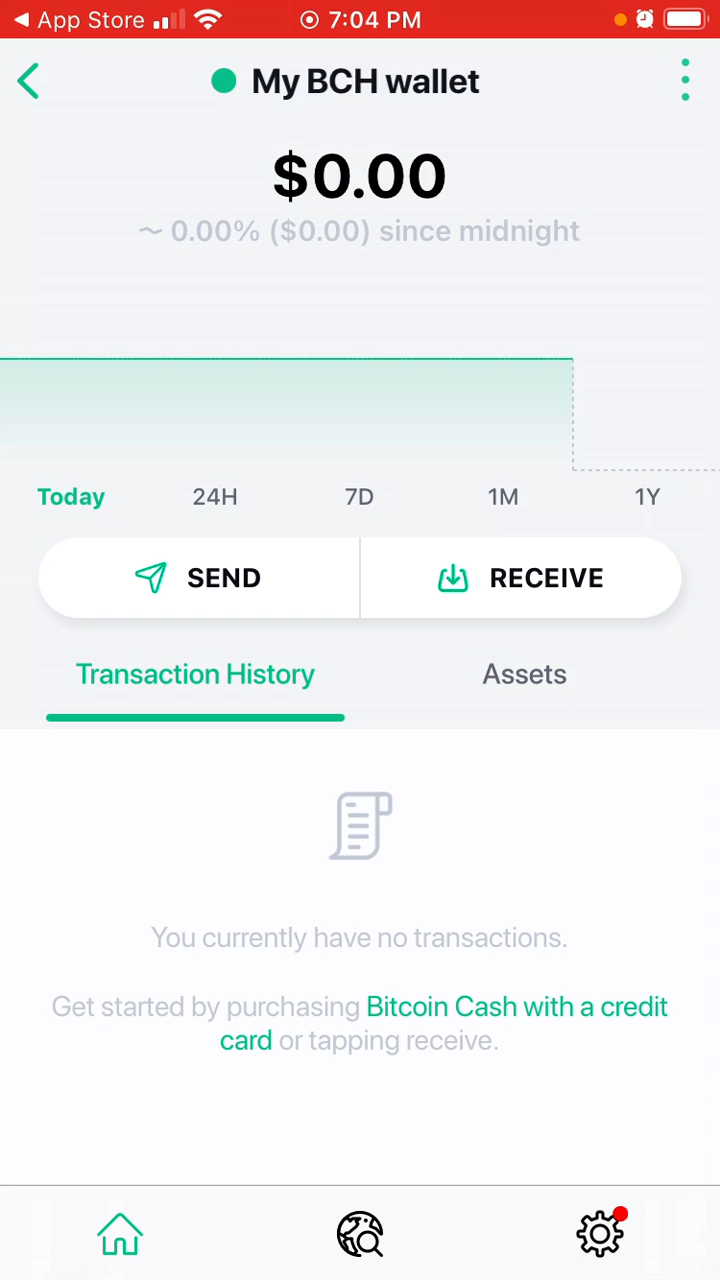 App Store 7:04 PM
My BCH wallet
$0.00
~ 0.00% ($0.00) since midnight
Today 24H 7D 1M 1Y
SEND RECEIVE
Transaction History Assets
You currently have no transactions.
Get started by purchasing Bitcoin Cash with a credit
card or tapping receive.